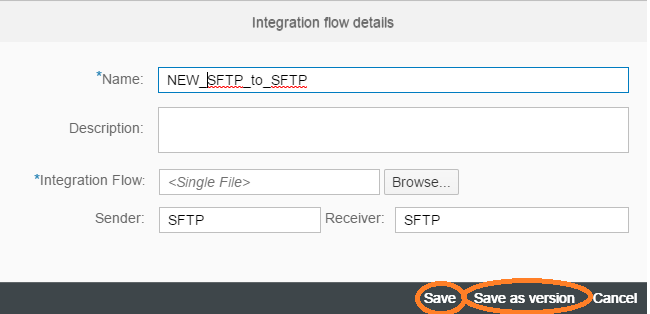 Integration flow details
*Name: NEW_SFTP_to_SFTP
Description:
*Integration Flow: <Single File> Browse...
Sender: SFTP Receiver: SFTP
Save Save as version Cancel